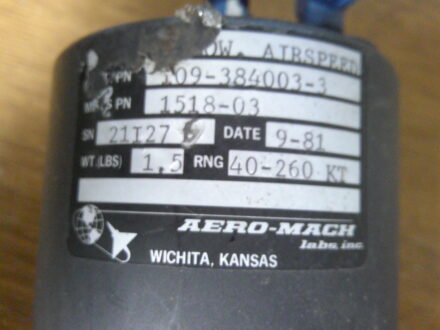 OW. AIRSPEED
PN 109-384003-3
PN 1518-03
SN 21I27 DATE 9-81
WT (LBS) 1.5 RNG 40-260 KT
AERO-MACH
labs, inc.
WICHITA, KANSAS